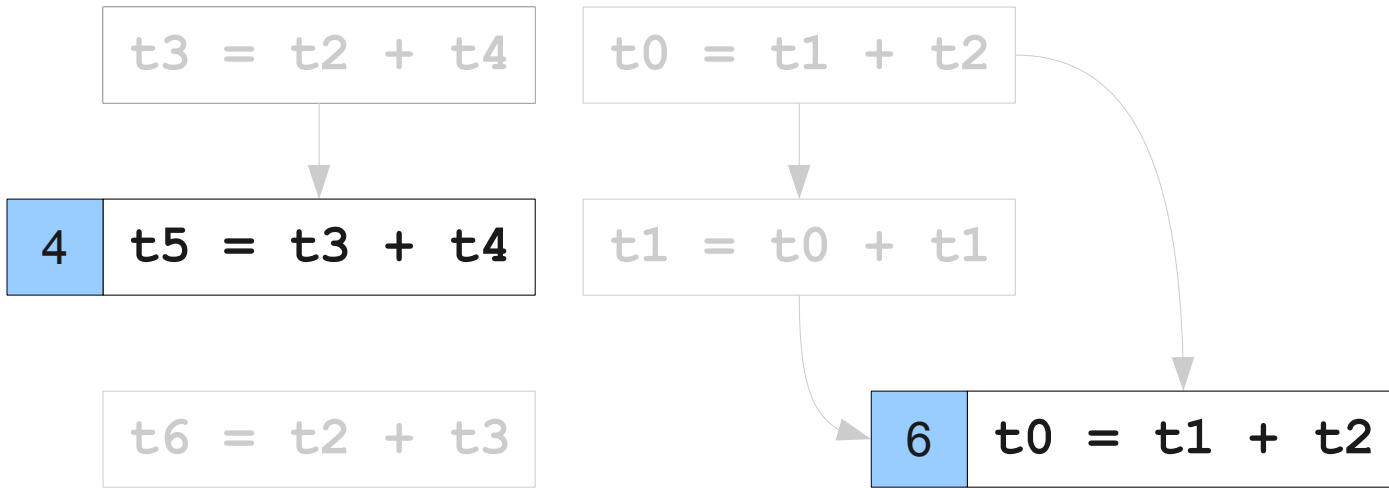 t3 = t2 + t4
t0 = t1 + t2
4 t5 = t3 + t4
t1 = t0 + t1
t6 = t2 + t3
6 t0 = t1 + t2